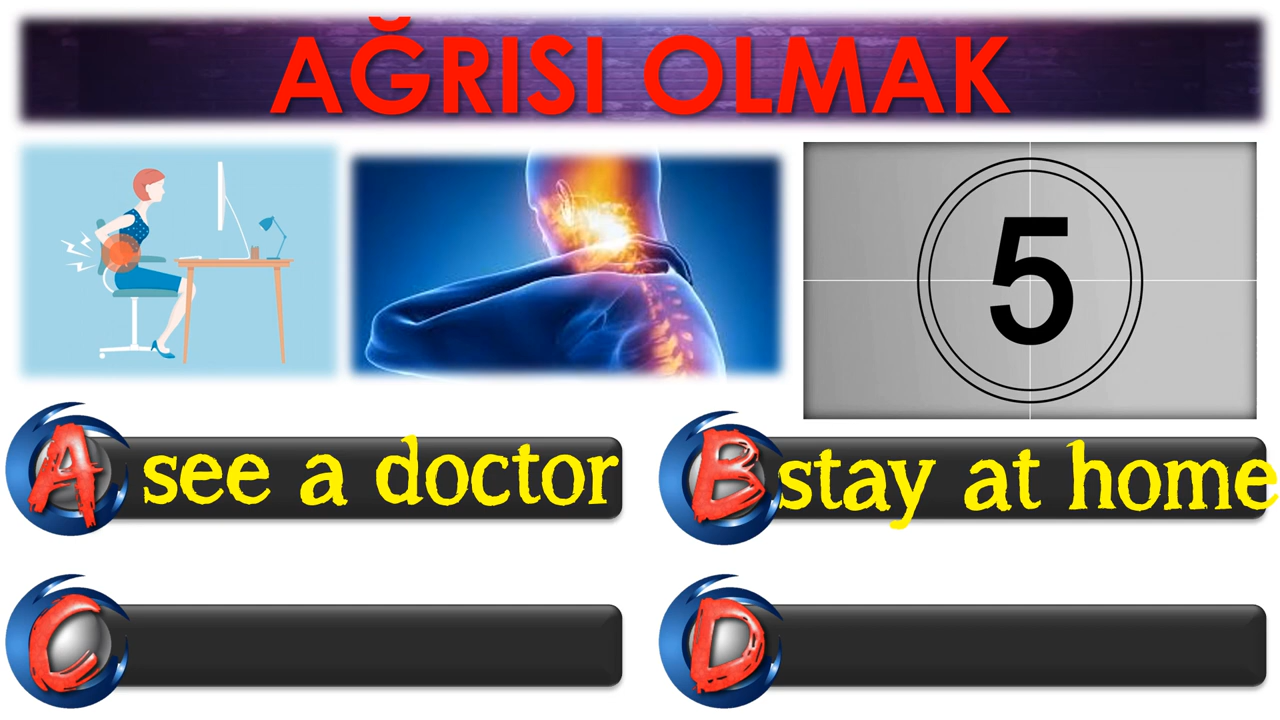 AĞRISI OLMAK
5
A see a doctor
B stay at home
C
D